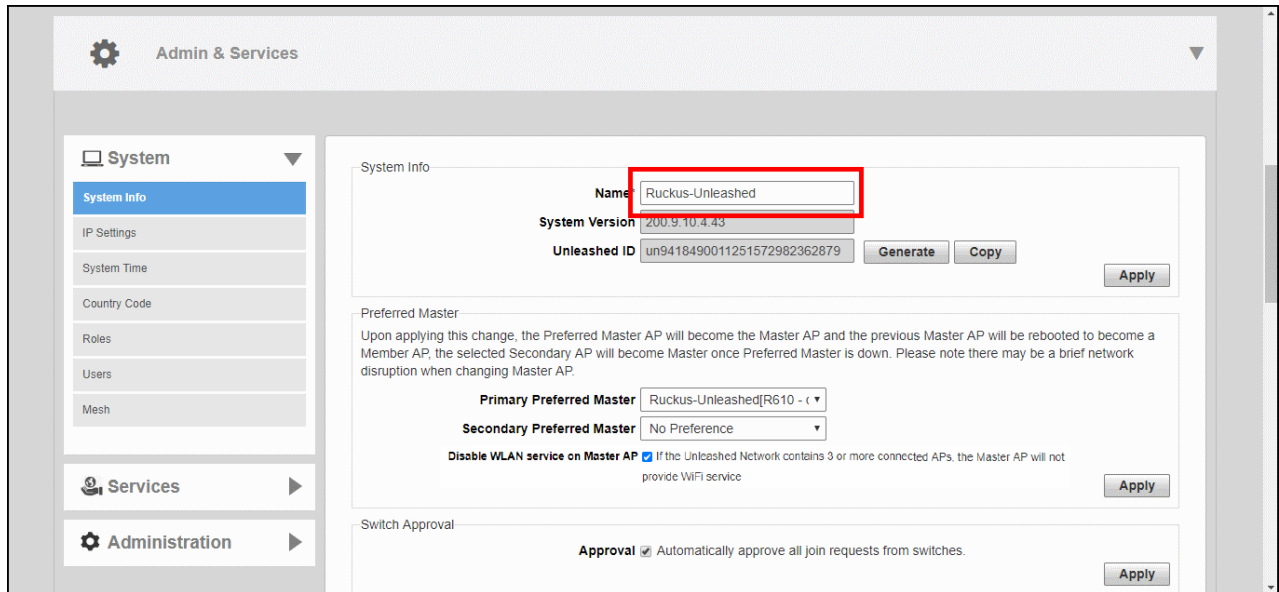 Admin & Services
System
System Info
IP Settings
System Time
Country Code
Roles
Users
Mesh
Services
Administration
System Info
Name* Ruckus-Unleashed
System Version 200.9.10.4.43
Unleashed ID un9418490011251572982362879 Generate Copy
Apply
Preferred Master
Upon applying this change, the Preferred Master AP will become the Master AP and the previous Master AP will be rebooted to become a
Member AP, the selected Secondary AP will become Master once Preferred Master is down. Please note there may be a brief network
disruption when changing Master AP.
Primary Preferred Master Ruckus-Unleashed[R610 - (
Secondary Preferred Master No Preference
Disable WLAN service on Master AP If the Unleashed Network contains 3 or more connected APs, the Master AP will not
provide WiFi service
Apply
Switch Approval
Approval Automatically approve all join requests from switches.
Apply